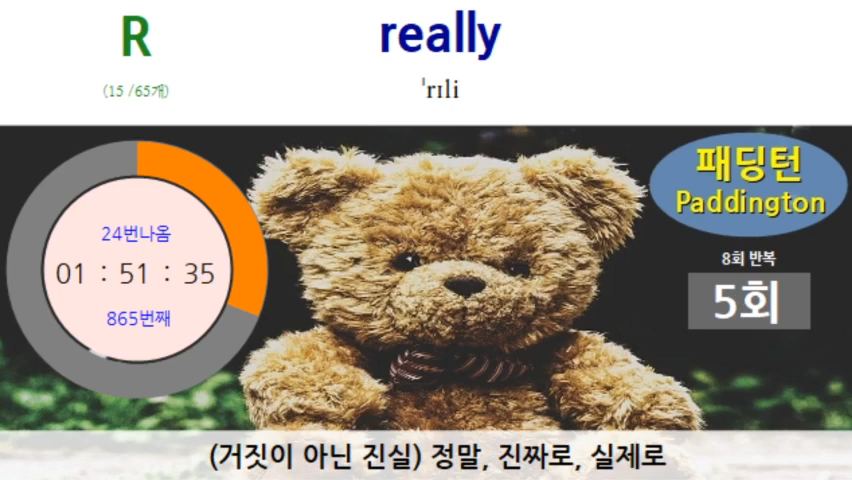 R
(15 /65개)
really
ˈrɪli
24번나옴
01 : 51 : 35
865번째
패딩턴
Paddington
8회 반복
5회
(거짓이 아닌 진실) 정말, 진짜로, 실제로